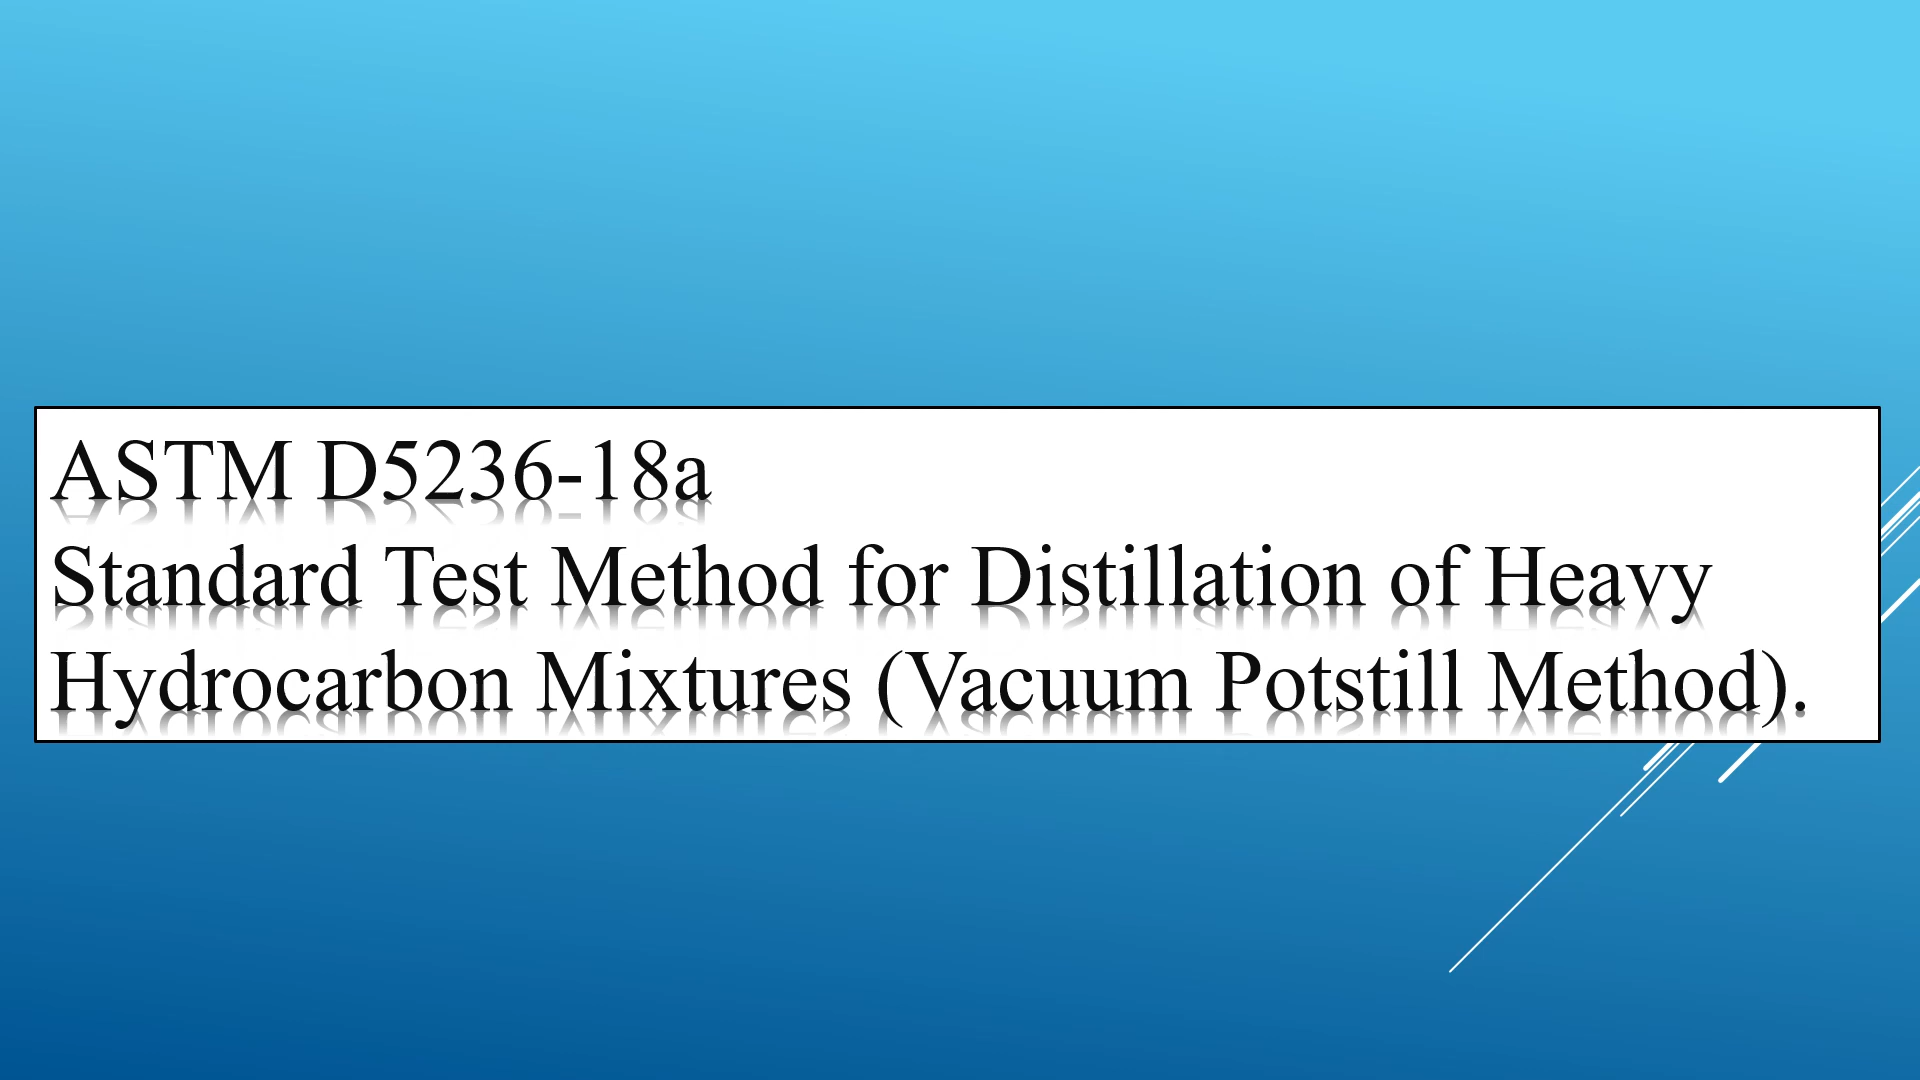 ASTM D5236-18a
Standard Test Method for Distillation of Heavy
Hydrocarbon Mixtures (Vacuum Potstill Method).